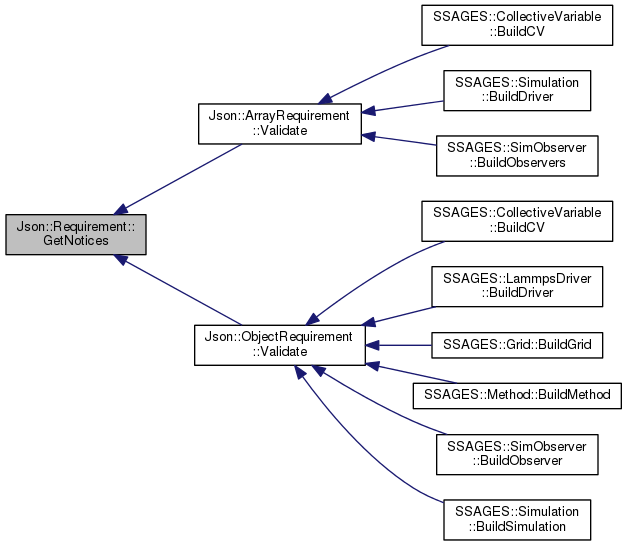 SSAGES::CollectiveVariable
::BuildCV
SSAGES::Simulation
::BuildDriver
Json::ArrayRequirement
::Validate
SSAGES::SimObserver
::BuildObservers
Json::Requirement::
GetNotices
SSAGES::CollectiveVariable
::BuildCV
SSAGES::LammpsDriver
::BuildDriver
Json::ObjectRequirement
::Validate
SSAGES::Grid::BuildGrid
SSAGES::Method::BuildMethod
SSAGES::SimObserver
::BuildObserver
SSAGES::Simulation
::BuildSimulation